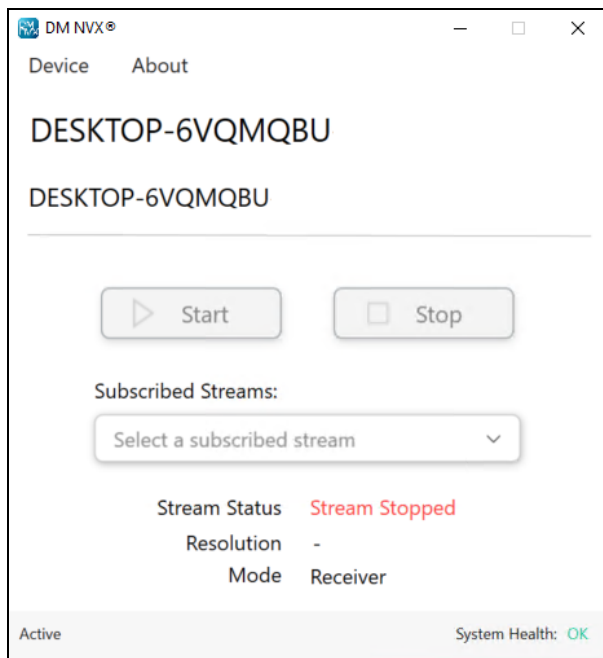 DM NVX®
Device About
DESKTOP-6VQMQBU
DESKTOP-6VQMQBU
Start Stop
Subscribed Streams:
Select a subscribed stream
Stream Status Stream Stopped
Resolution -
Mode Receiver
Active System Health: OK